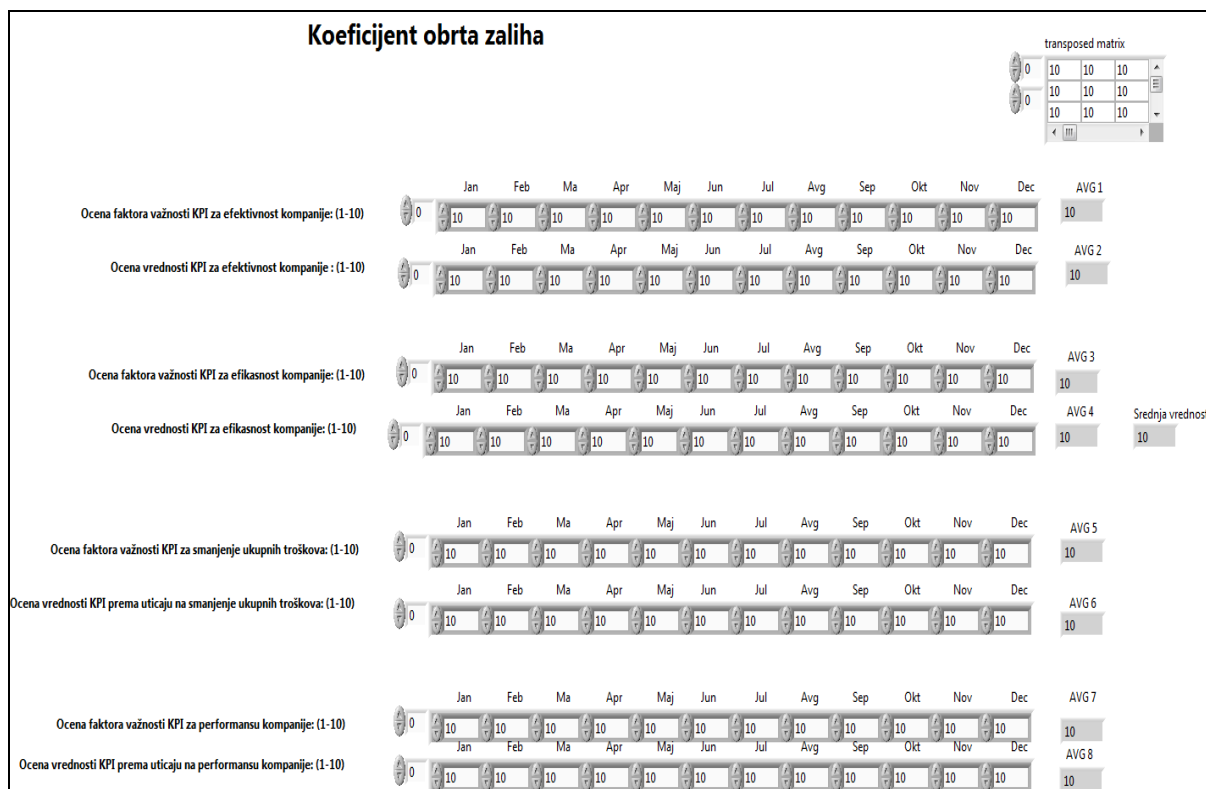 Koeficijent obrta zaliha
transposed matrix
0 10 10 10
10 10 10
0
10 10 10
Jan Feb Ma Apr Maj Jun Jul Avg Sep Okt Nov Dec AVG 1
Ocena faktora važnosti KPI za efektivnost kompanije: (1-10) 0 10 10 10 10 10 10 10 10 10 10 10 10 10
Jan Feb Ma Apr Maj Jun Jul Avg Sep Okt Nov Dec AVG 2
Ocena vrednosti KPI za efektivnost kompanije : (1-10) 0 10 10 10 10 10 10 10 10 10 10 10 10 10
Jan Feb Ma Apr Maj Jun Jul Avg Sep Okt Nov Dec AVG 3
Ocena faktora važnosti KPI za efikasnost kompanije: (1-10) 0 10 10 10 10 10 10 10 10 10 10 10 10 10
Jan Feb Ma Apr Maj Jun Jul Avg Sep Okt Nov Dec AVG 4 Srednja vrednost
Ocena vrednosti KPI za efikasnost kompanije: (1-10) 0 10 10 10 10 10 10 10 10 10 10 10 10 10 10
Jan Feb Ma Apr Maj Jun Jul Avg Sep Okt Nov Dec AVG 5
Ocena faktora važnosti KPI za smanjenje ukupnih troškova: (1-10) 0 10 10 10 10 10 10 10 10 10 10 10 10 10
Jan Feb Ma Apr Maj Jun Jul Avg Sep Okt Nov Dec AVG 6
Ocena vrednosti KPI prema uticaju na smanjenje ukupnih troškova: (1-10) 0 10 10 10 10 10 10 10 10 10 10 10 10 10
Jan Feb Ma Apr Maj Jun Jul Avg Sep Okt Nov Dec AVG 7
Ocena faktora važnosti KPI za performansu kompanije: (1-10) 0 10 10 10 10 10 10 10 10 10 10 10 10 10
Jan Feb Ma Apr Maj Jun Jul Avg Sep Okt Nov Dec AVG 8
Ocena vrednosti KPI prema uticaju na performansu kompanije: (1-10) 0 10 10 10 10 10 10 10 10 10 10 10 10 10